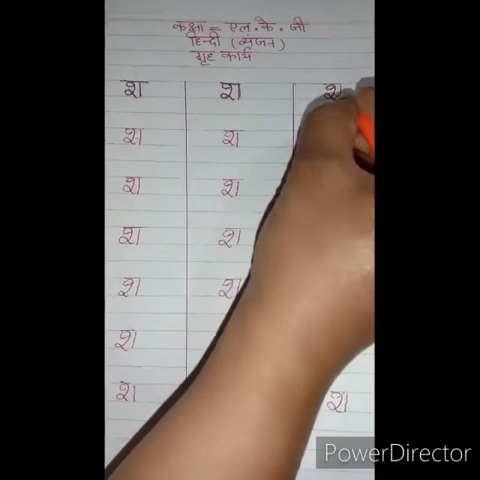 कक्षा = एल.के.जी
हिन्दी (व्यंजन)
गृह कार्य
श श श
श श
श श
श श
श श
श
श श
PowerDirector